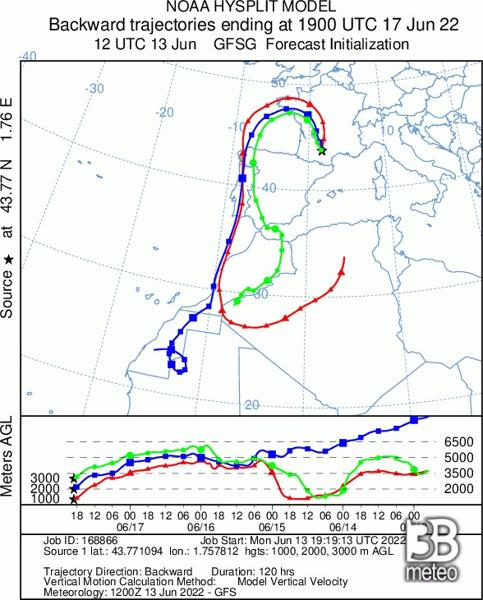 NOAA HYSPLIT MODEL
Backward trajectories ending at 1900 UTC 17 Jun 22
12 UTC 13 Jun GFSG Forecast Initialization
Source ★ at 43.77 N 1.76 E
-40
-30
-20
-10
0
10
20
50
40
30
20
Meters AGL
6500
5000
3500
2000
3000
2000
1000
18 12 06 00 18 12 06 00 18 12 06 00 18 12 06 00 18 12 06 00
06/17 06/16 06/15 06/14
Job ID: 168866 Job Start: Mon Jun 13 19:19:13 UTC 2022
Source 1 lat.: 43.771094 lon.: 1.757812 hgts: 1000, 2000, 3000 m AGL
Trajectory Direction: Backward Duration: 120 hrs
Vertical Motion Calculation Method: Model Vertical Velocity
Meteorology: 1200Z 13 Jun 2022 - GFS
3B
meteo